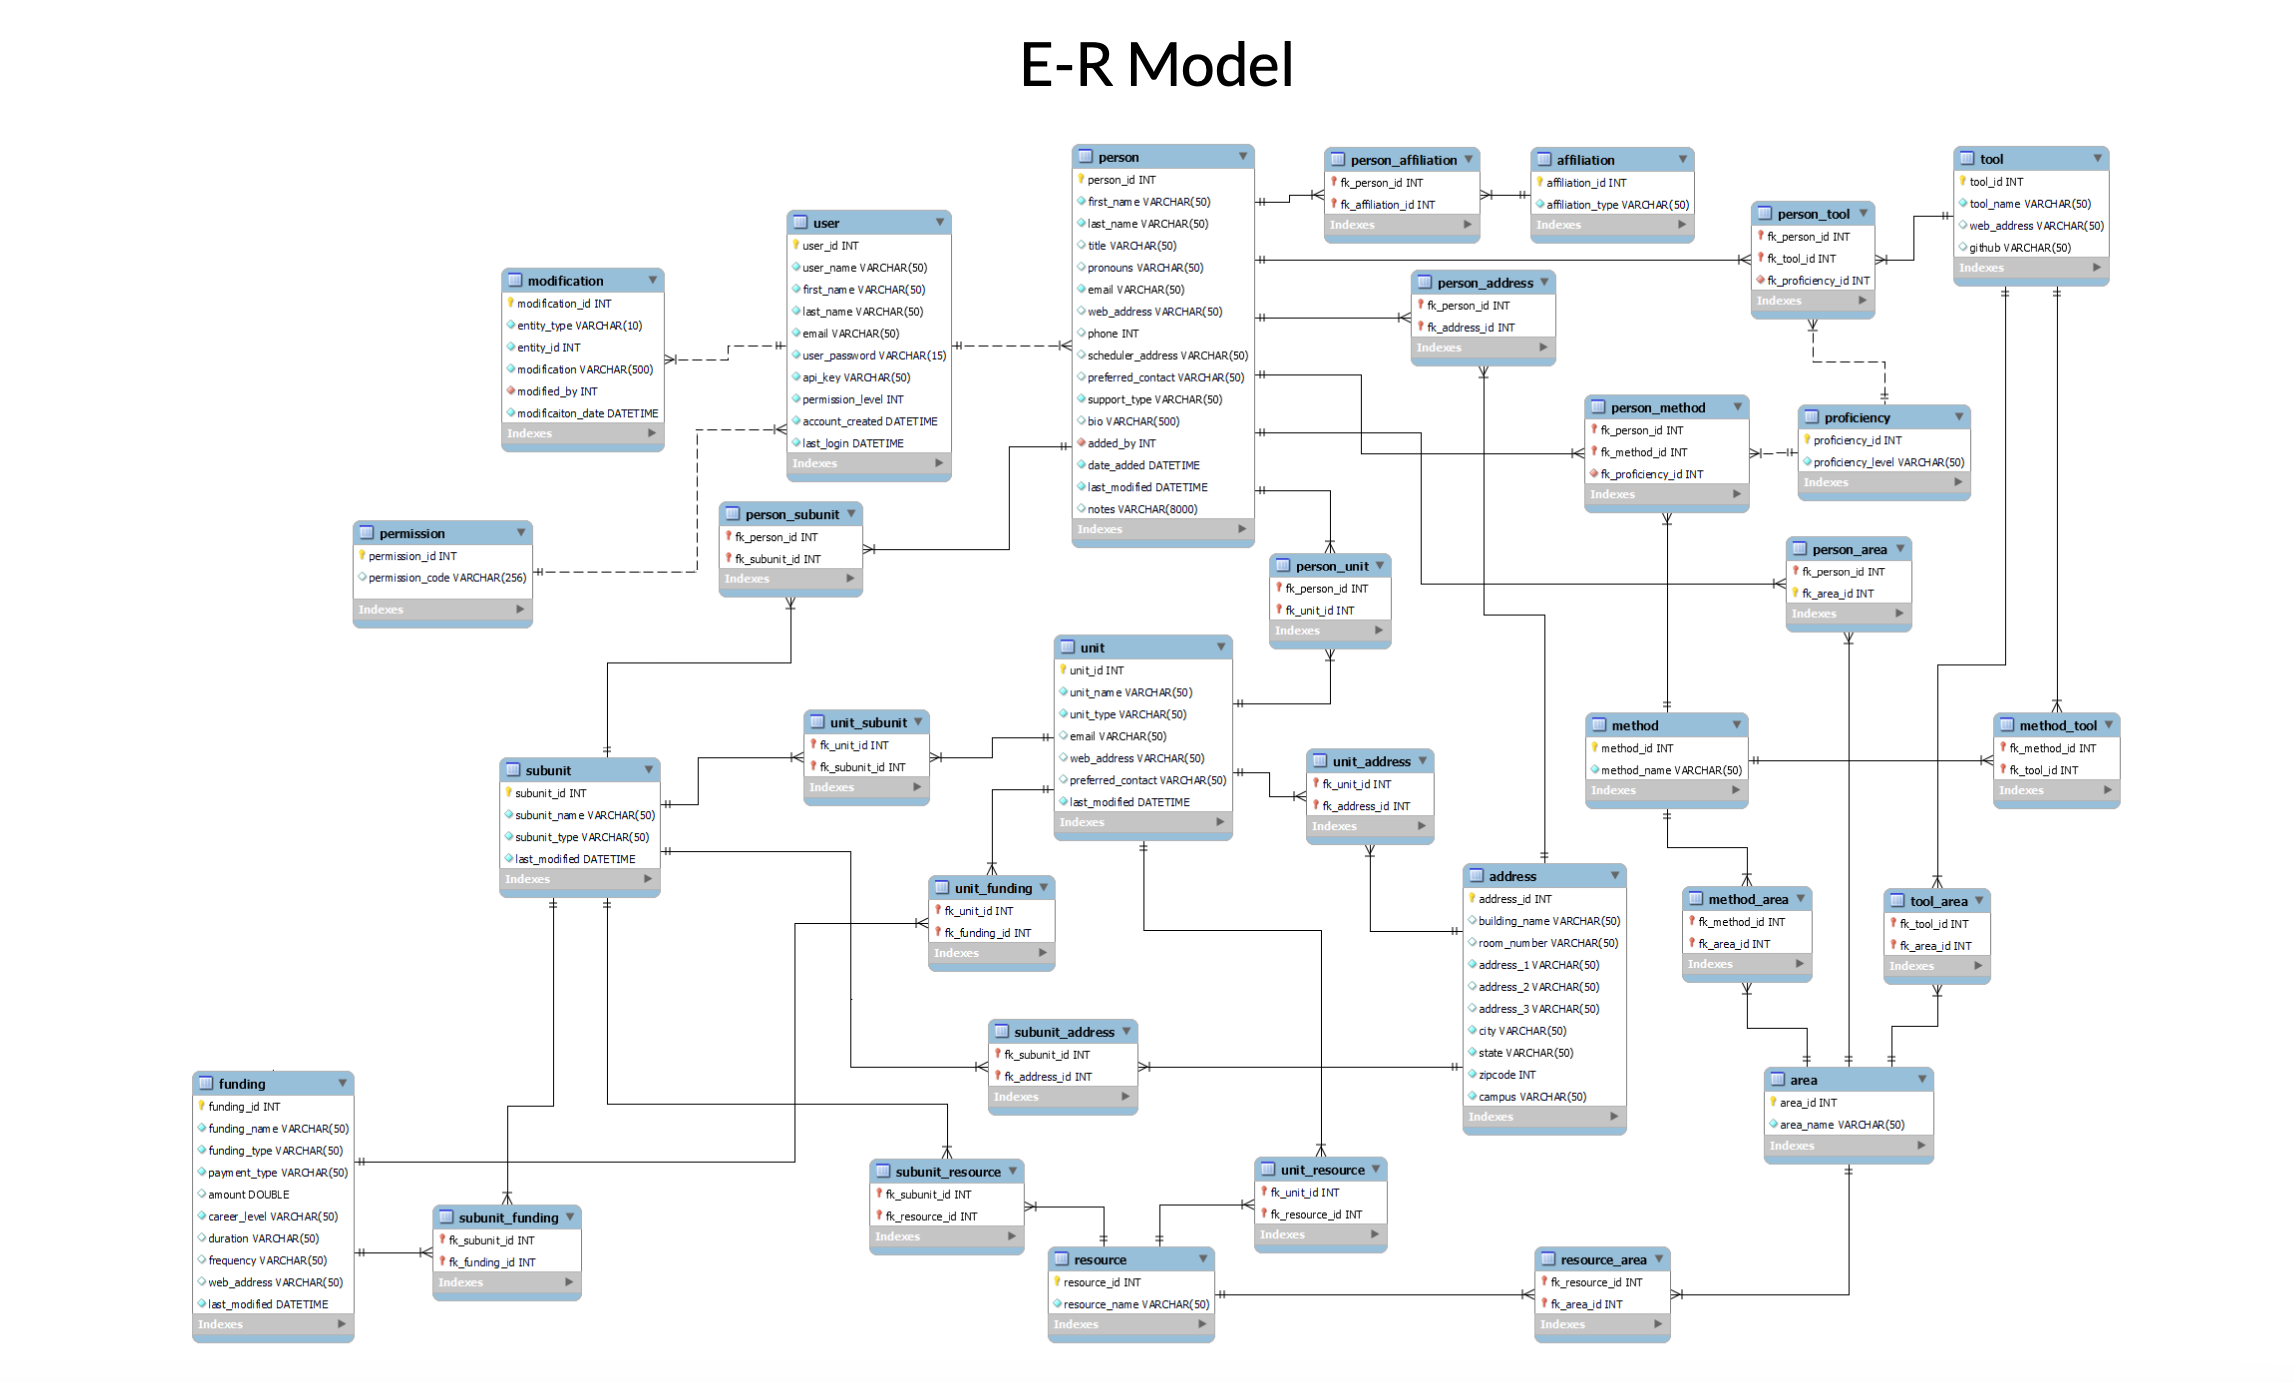 E-R Model
person
person_id INT
first_name VARCHAR(50)
last_name VARCHAR(50)
title VARCHAR(50)
pronouns VARCHAR(50)
email VARCHAR(50)
web_address VARCHAR(50)
phone INT
scheduler_address VARCHAR(50)
preferred_contact VARCHAR(50)
support_type VARCHAR(50)
bio VARCHAR(500)
added_by INT
date_added DATETIME
last_modified DATETIME
notes VARCHAR(8000)
Indexes
person_affiliation
fk_person_id INT
fk_affiliation_id INT
Indexes
affiliation
affiliation_id INT
affiliation_type VARCHAR(50)
Indexes
tool
tool_id INT
tool_name VARCHAR(50)
web_address VARCHAR(50)
github VARCHAR(50)
Indexes
person_tool
fk_person_id INT
fk_tool_id INT
fk_proficiency_id INT
Indexes
user
user_id INT
user_name VARCHAR(50)
first_name VARCHAR(50)
last_name VARCHAR(50)
email VARCHAR(50)
user_password VARCHAR(15)
api_key VARCHAR(50)
permission_level INT
account_created DATETIME
last_login DATETIME
Indexes
modification
modification_id INT
entity_type VARCHAR(10)
entity_id INT
modification VARCHAR(500)
modified_by INT
modificaiton_date DATETIME
Indexes
person_address
fk_person_id INT
fk_address_id INT
Indexes
person_method
fk_person_id INT
fk_method_id INT
fk_proficiency_id INT
Indexes
proficiency
proficiency_id INT
proficiency_level VARCHAR(50)
Indexes
permission
permission_id INT
permission_code VARCHAR(256)
Indexes
person_subunit
fk_person_id INT
fk_subunit_id INT
Indexes
person_unit
fk_person_id INT
fk_unit_id INT
Indexes
person_area
fk_person_id INT
fk_area_id INT
Indexes
unit
unit_id INT
unit_name VARCHAR(50)
unit_type VARCHAR(50)
email VARCHAR(50)
web_address VARCHAR(50)
preferred_contact VARCHAR(50)
last_modified DATETIME
Indexes
unit_subunit
fk_unit_id INT
fk_subunit_id INT
Indexes
subunit
subunit_id INT
subunit_name VARCHAR(50)
subunit_type VARCHAR(50)
last_modified DATETIME
Indexes
unit_address
fk_unit_id INT
fk_address_id INT
Indexes
method
method_id INT
method_name VARCHAR(50)
Indexes
method_tool
fk_method_id INT
fk_tool_id INT
Indexes
unit_funding
fk_unit_id INT
fk_funding_id INT
Indexes
address
address_id INT
building_name VARCHAR(50)
room_number VARCHAR(50)
address_1 VARCHAR(50)
address_2 VARCHAR(50)
address_3 VARCHAR(50)
city VARCHAR(50)
state VARCHAR(50)
zipcode INT
campus VARCHAR(50)
Indexes
method_area
fk_method_id INT
fk_area_id INT
Indexes
tool_area
fk_tool_id INT
fk_area_id INT
Indexes
subunit_address
fk_subunit_id INT
fk_address_id INT
Indexes
funding
funding_id INT
funding_name VARCHAR(50)
funding_type VARCHAR(50)
payment_type VARCHAR(50)
amount DOUBLE
career_level VARCHAR(50)
duration VARCHAR(50)
frequency VARCHAR(50)
web_address VARCHAR(50)
last_modified DATETIME
Indexes
area
area_id INT
area_name VARCHAR(50)
Indexes
subunit_funding
fk_subunit_id INT
fk_funding_id INT
Indexes
subunit_resource
fk_subunit_id INT
fk_resource_id INT
Indexes
unit_resource
fk_unit_id INT
fk_resource_id INT
Indexes
resource
resource_id INT
resource_name VARCHAR(50)
Indexes
resource_area
fk_resource_id INT
fk_area_id INT
Indexes